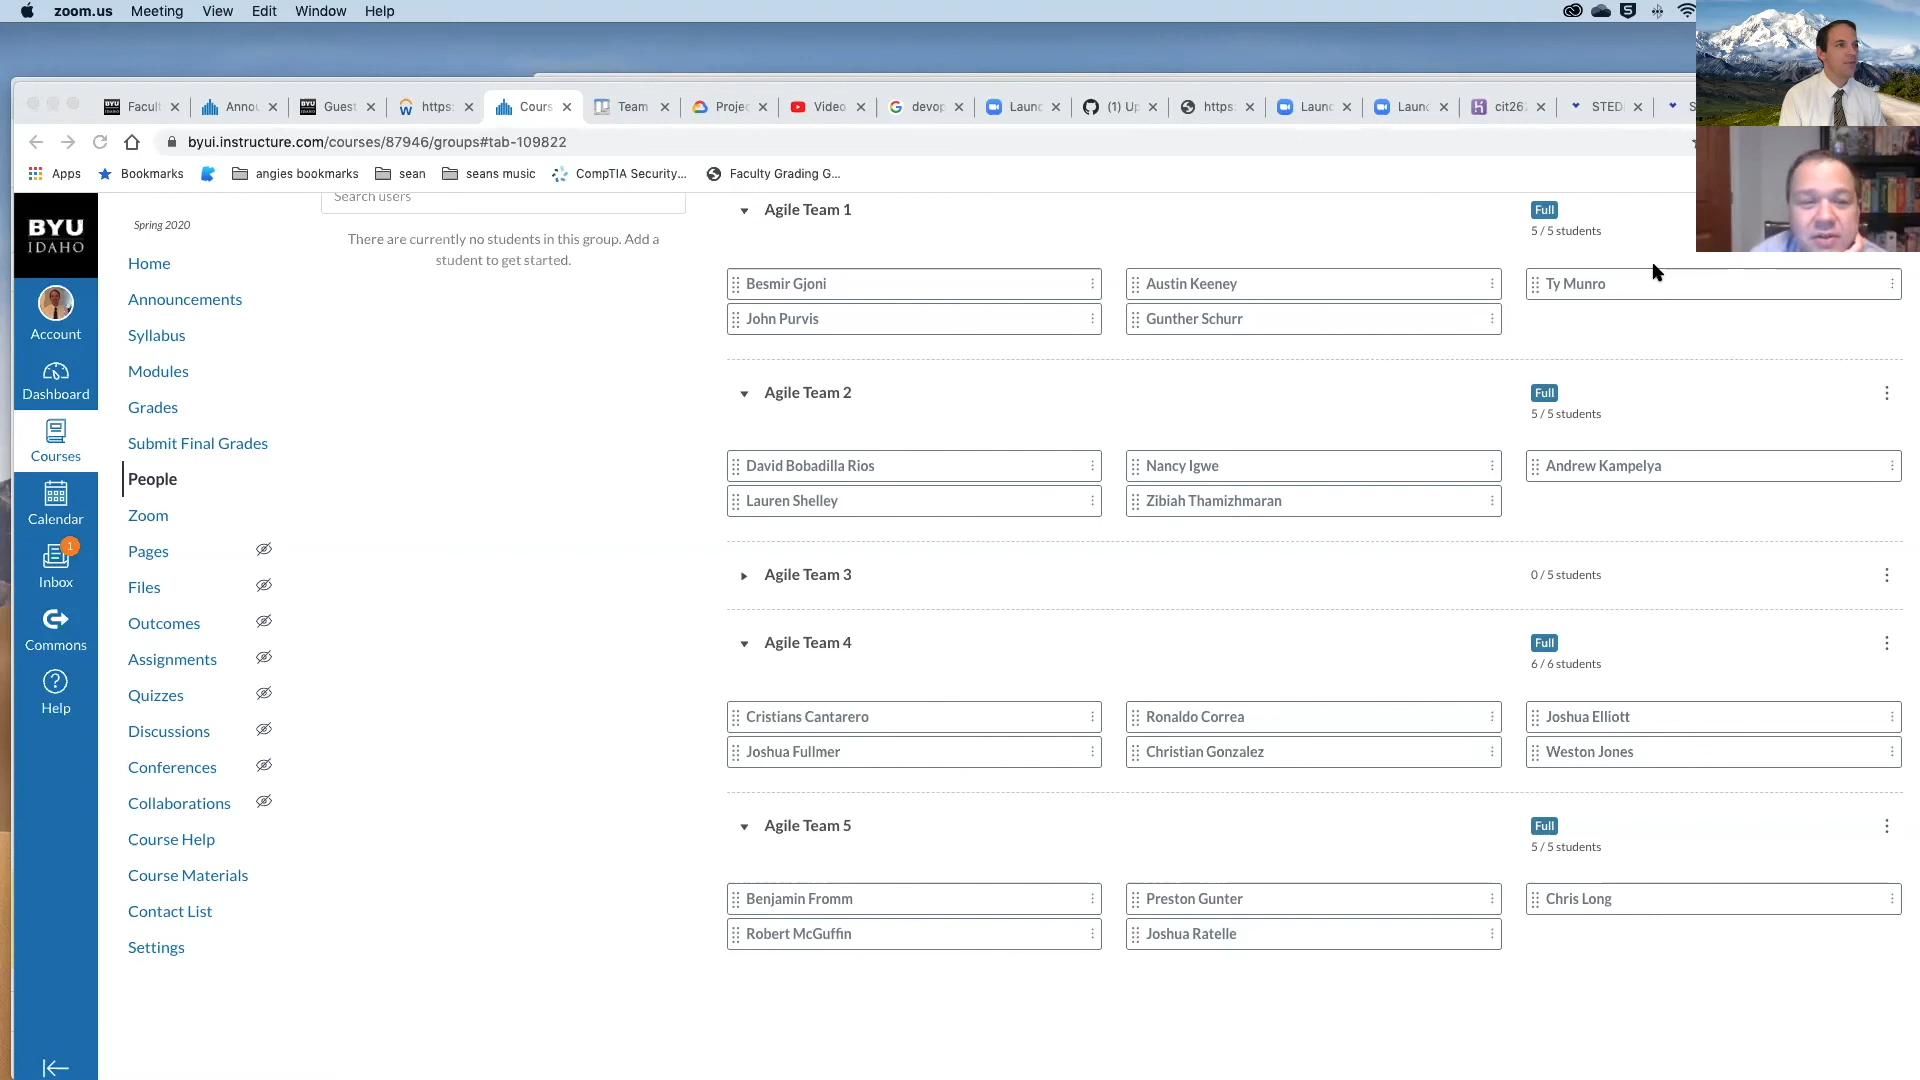 zoom.us Meeting View Edit Window Help
Facult Annou Guest https: Cours Team Projec Video devop Launc (1) Up https: Launc Launc cit262 STED S
byui.instructure.com/courses/87946/groups#tab-109822
Apps Bookmarks angies bookmarks sean seans music CompTIA Security... Faculty Grading G...
BYU
IDAHO
Account
Dashboard
Courses
Calendar
1
Inbox
Commons
Help
Spring 2020
Home
Announcements
Syllabus
Modules
Grades
Submit Final Grades
People
Zoom
Pages
Files
Outcomes
Assignments
Quizzes
Discussions
Conferences
Collaborations
Course Help
Course Materials
Contact List
Settings
Search users
There are currently no students in this group. Add a
student to get started.
Agile Team 1 Full
5 / 5 students
Besmir Gjoni Austin Keeney Ty Munro
John Purvis Gunther Schurr
Agile Team 2 Full
5 / 5 students
David Bobadilla Rios Nancy Igwe Andrew Kampelya
Lauren Shelley Zibiah Thamizhmaran
Agile Team 3 0 / 5 students
Agile Team 4 Full
6 / 6 students
Cristians Cantarero Ronaldo Correa Joshua Elliott
Joshua Fullmer Christian Gonzalez Weston Jones
Agile Team 5 Full
5 / 5 students
Benjamin Fromm Preston Gunter Chris Long
Robert McGuffin Joshua Ratelle